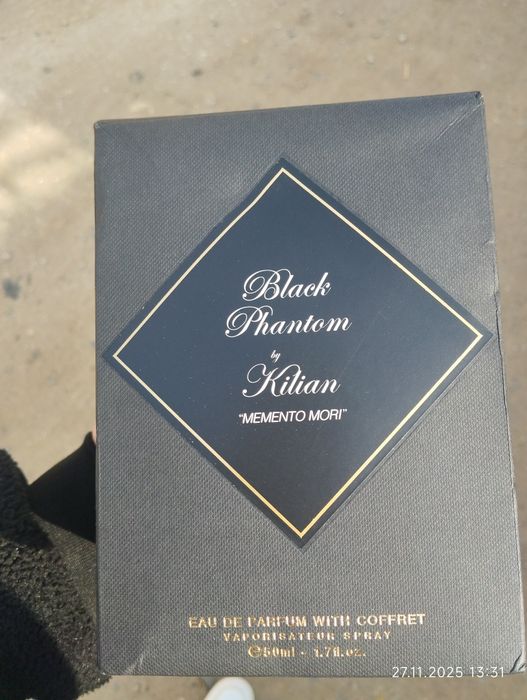 Black
Phantom
by
Kilian
"MEMENTO MORI"
EAU DE PARFUM WITH COFFRET
VAPORISATEUR SPRAY
℮50ml - 1.7fl.oz.
27.11.2025 13:31